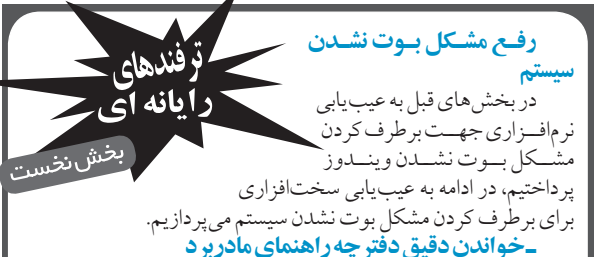 ترفندهای
رایانه ای
بخش نخست
رفع مشکل بوت نشدن
سیستم
در بخش‌های قبل به عیب‌یابی
نرم‌افزاری جهت برطرف کردن
مشکل بوت نشدن ویندوز
پرداختیم، در ادامه به عیب‌یابی سخت‌افزاری
برای برطرف کردن مشکل بوت نشدن سیستم می‌پردازیم.
-خواندن دقیق دفترچه راهنمای مادربرد